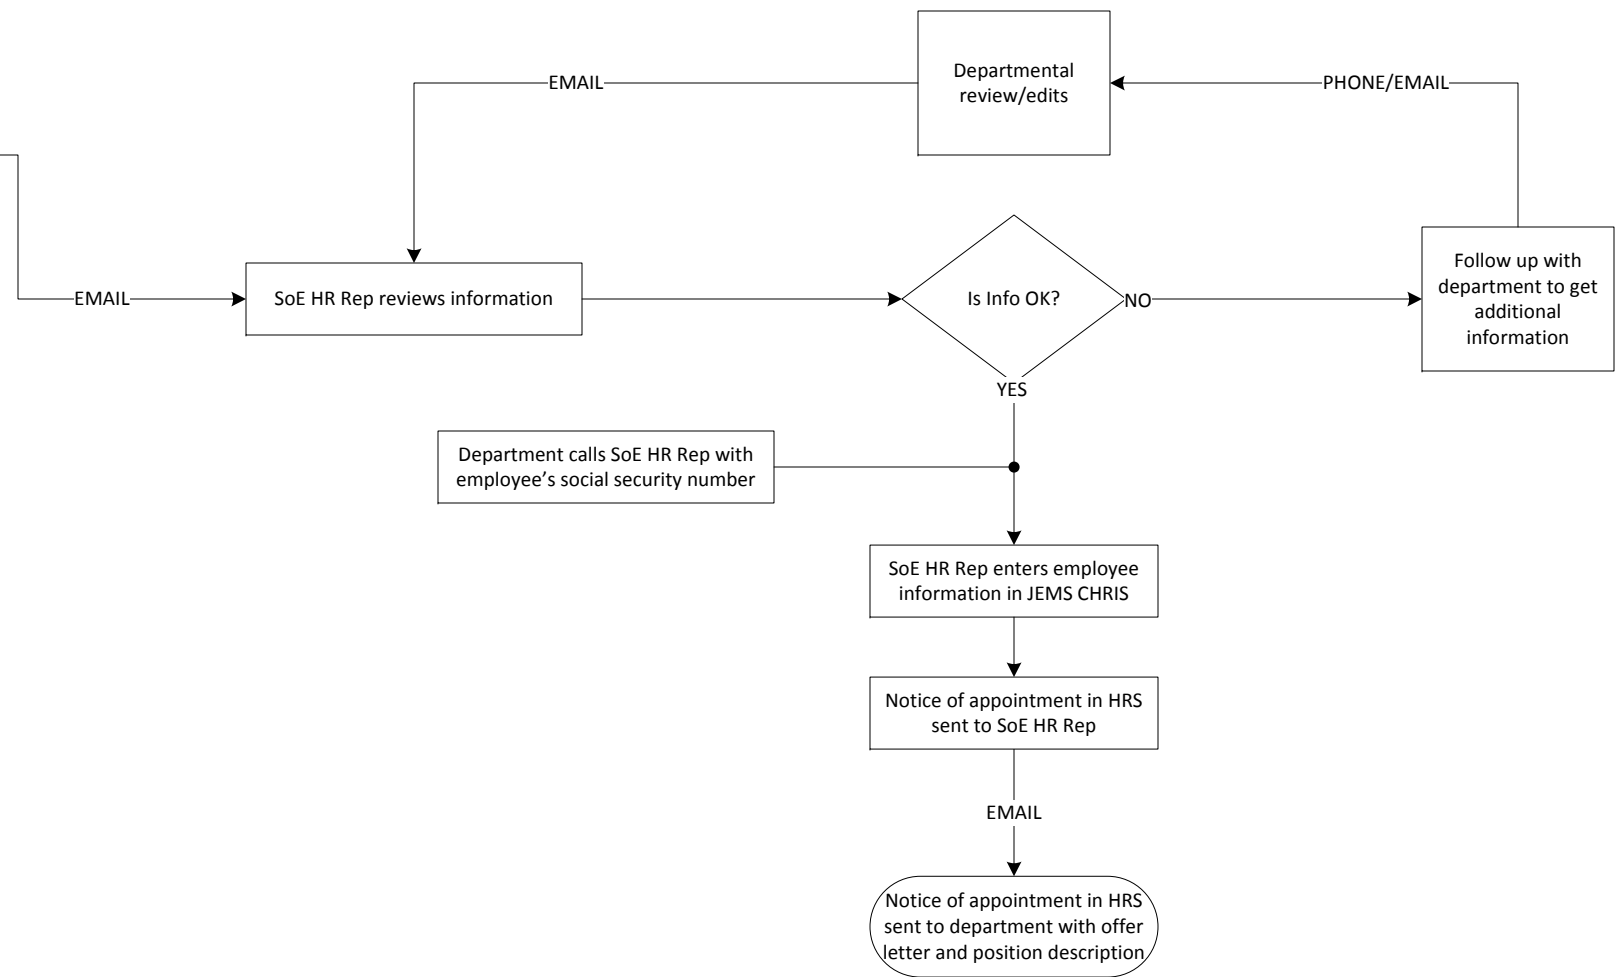 Departmental
review/edits
EMAIL
PHONE/EMAIL
EMAIL
SoE HR Rep reviews information
Is Info OK?
NO
Follow up with
department to get
additional
information
YES
Department calls SoE HR Rep with
employee’s social security number
SoE HR Rep enters employee
information in JEMS CHRIS
Notice of appointment in HRS
sent to SoE HR Rep
EMAIL
Notice of appointment in HRS
sent to department with offer
letter and position description